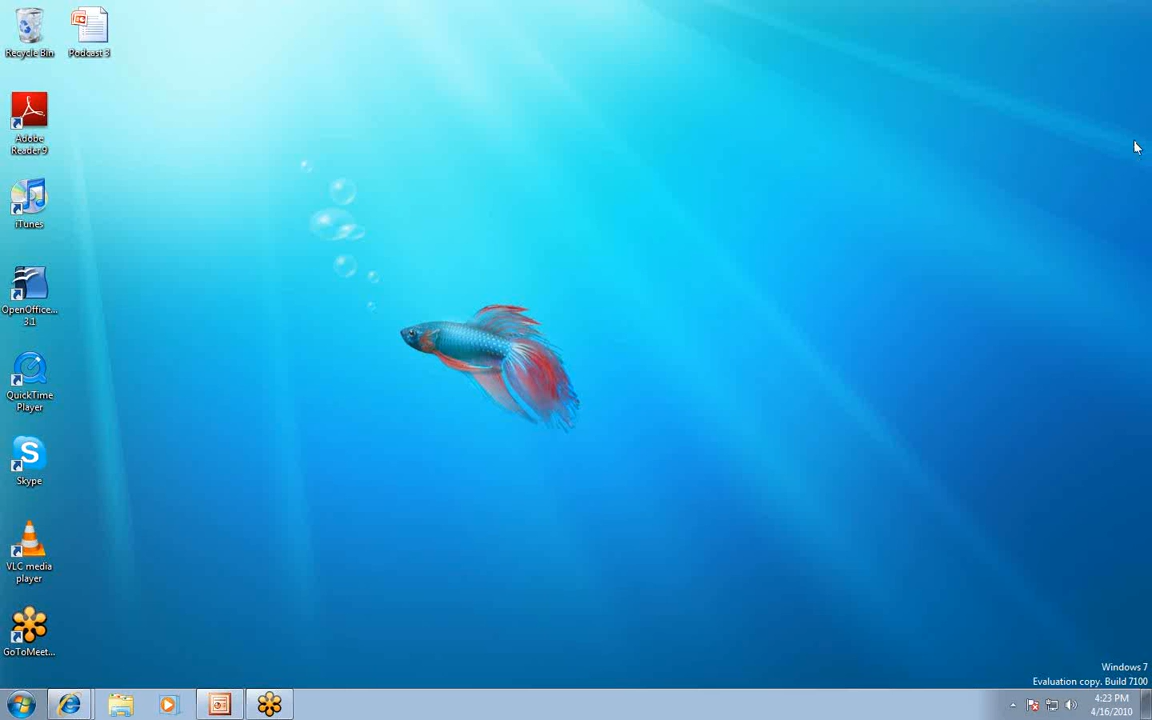 Recycle Bin
Podcast 3
Adobe
Reader 9
iTunes
OpenOffice...
3.1
QuickTime
Player
S
Skype
VLC media
player
GoToMeet...
Windows 7
Evaluation copy. Build 7100
4:23 PM
4/16/2010